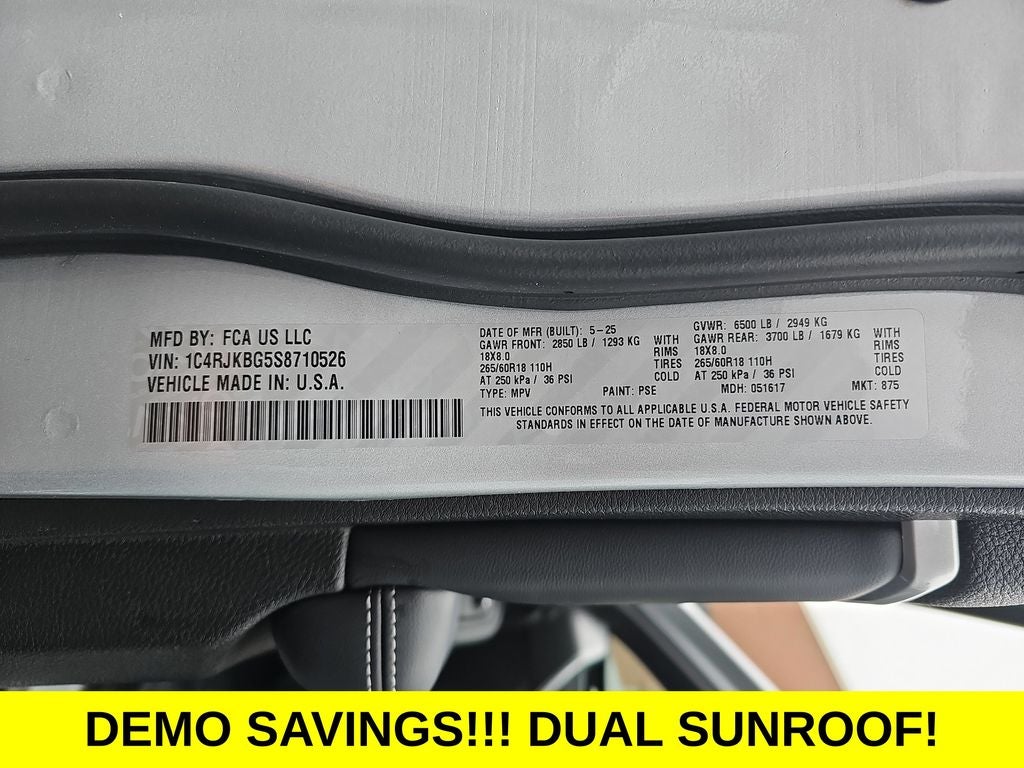 MFD BY: FCA US LLC
VIN: 1C4RJKBG5S8710526
VEHICLE MADE IN: U.S.A.
DATE OF MFR (BUILT): 5-25
GAWR FRONT: 2850 LB / 1293 KG WITH
18X8.0 RIMS
265/60R18 110H TIRES
AT 250 kPa / 36 PSI COLD
TYPE: MPV PAINT: PSE
GVWR: 6500 LB / 2949 KG
GAWR REAR: 3700 LB / 1679 KG WITH
18X8.0 RIMS
265/60R18 110H TIRES
AT 250 kPa / 36 PSI COLD
MDH: 051617 MKT: 875
THIS VEHICLE CONFORMS TO ALL APPLICABLE U.S.A. FEDERAL MOTOR VEHICLE SAFETY
STANDARDS IN EFFECT ON THE DATE OF MANUFACTURE SHOWN ABOVE.
DEMO SAVINGS!!! DUAL SUNROOF!